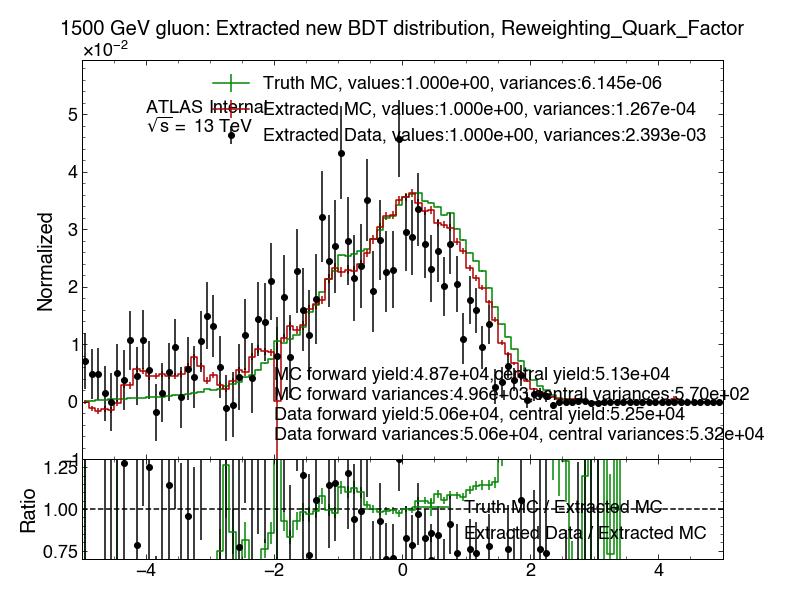 1500 GeV gluon: Extracted new BDT distribution, Reweighting_Quark_Factor
×10⁻²
Truth MC, values:1.000e+00, variances:6.145e-06
ATLAS Internal
Extracted MC, values:1.000e+00, variances:1.267e-04
√s = 13 TeV
Extracted Data, values:1.000e+00, variances:2.393e-03
5
4
3
2
1
0
Normalized
MC forward yield:4.87e+04,central yield:5.13e+04
MC forward variances:4.96e+03,central variances:5.70e+02
Data forward yield:5.06e+04, central yield:5.25e+04
Data forward variances:5.06e+04, central variances:5.32e+04
1.25
1.00
0.75
Ratio
Truth MC / Extracted MC
Extracted Data / Extracted MC
−4
−2
0
2
4